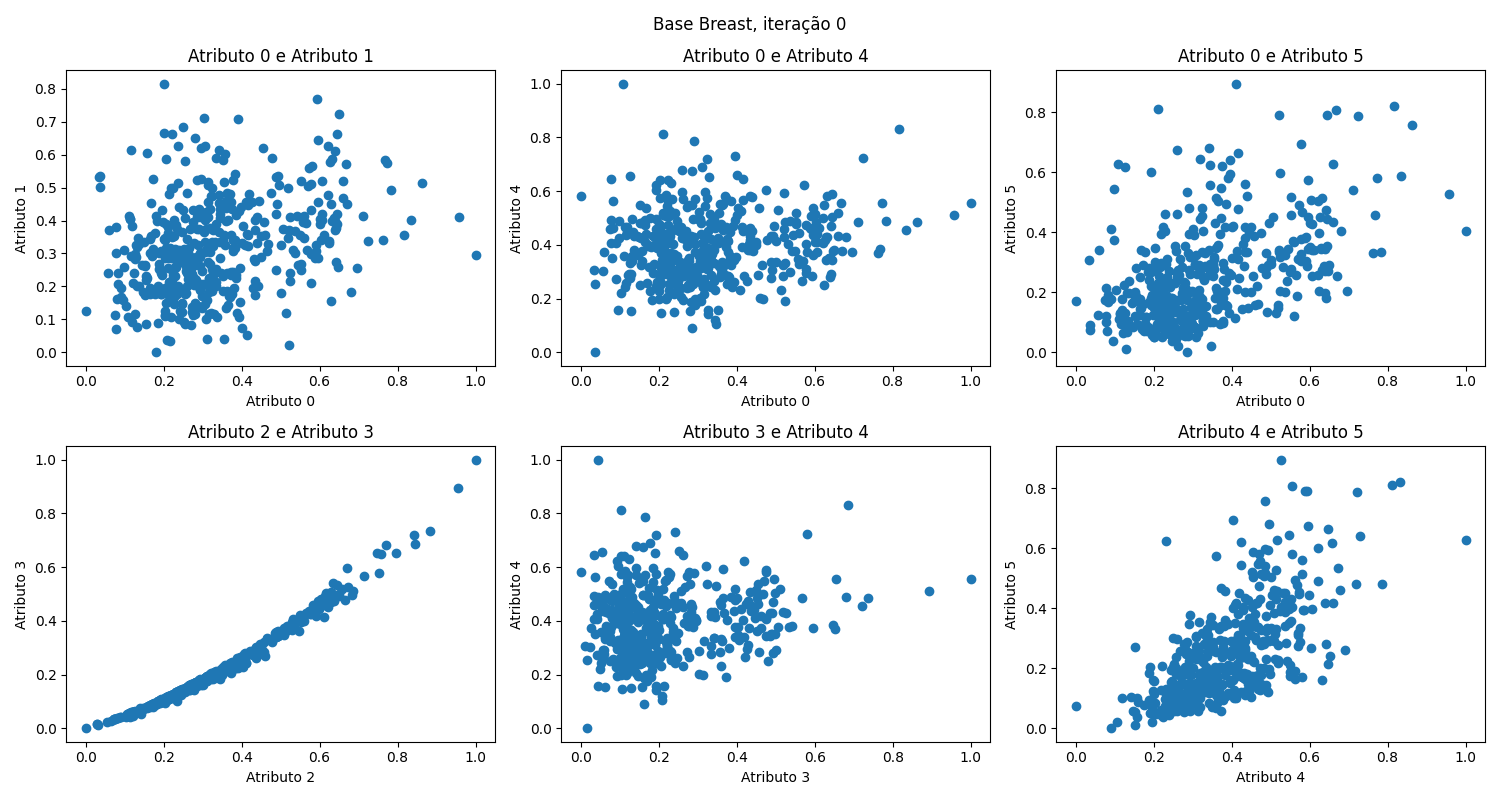 Base Breast, iteração 0
Atributo 0 e Atributo 1
Atributo 1
0.8
0.7
0.6
0.5
0.4
0.3
0.2
0.1
0.0
0.0 0.2 0.4 0.6 0.8 1.0
Atributo 0
Atributo 0 e Atributo 4
Atributo 4
1.0
0.8
0.6
0.4
0.2
0.0
0.0 0.2 0.4 0.6 0.8 1.0
Atributo 0
Atributo 0 e Atributo 5
Atributo 5
0.8
0.6
0.4
0.2
0.0
0.0 0.2 0.4 0.6 0.8 1.0
Atributo 0
Atributo 2 e Atributo 3
Atributo 3
1.0
0.8
0.6
0.4
0.2
0.0
0.0 0.2 0.4 0.6 0.8 1.0
Atributo 2
Atributo 3 e Atributo 4
Atributo 4
1.0
0.8
0.6
0.4
0.2
0.0
0.0 0.2 0.4 0.6 0.8 1.0
Atributo 3
Atributo 4 e Atributo 5
Atributo 5
0.8
0.6
0.4
0.2
0.0
0.0 0.2 0.4 0.6 0.8 1.0
Atributo 4